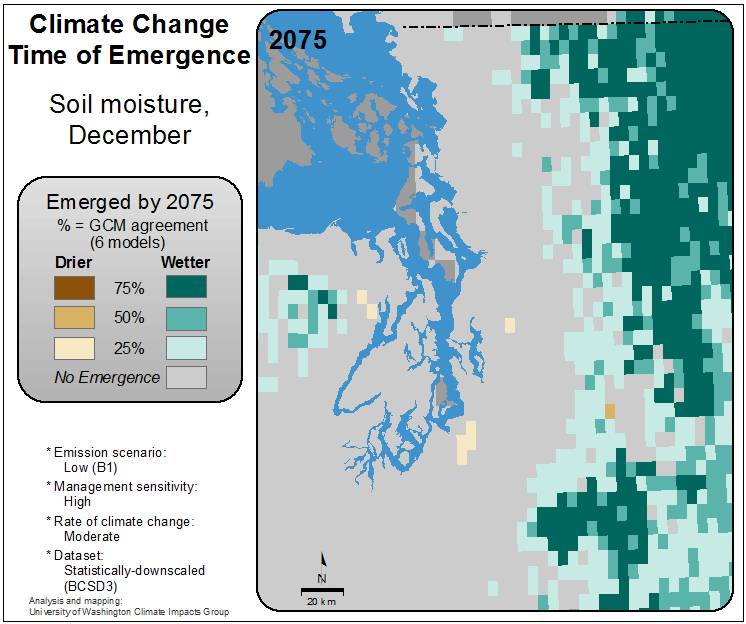 Climate Change
Time of Emergence
Soil moisture,
December
Emerged by 2075
% = GCM agreement
(6 models)
Drier Wetter
75%
50%
25%
No Emergence
* Emission scenario:
Low (B1)
* Management sensitivity:
High
* Rate of climate change:
Moderate
* Dataset:
Statistically-downscaled
(BCSD3)
Analysis and mapping:
University of Washington Climate Impacts Group
2075
N
20 km